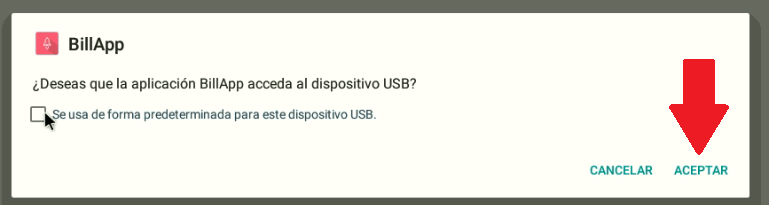 BillApp
¿Deseas que la aplicación BillApp acceda al dispositivo USB?
Se usa de forma predeterminada para este dispositivo USB.
CANCELAR ACEPTAR